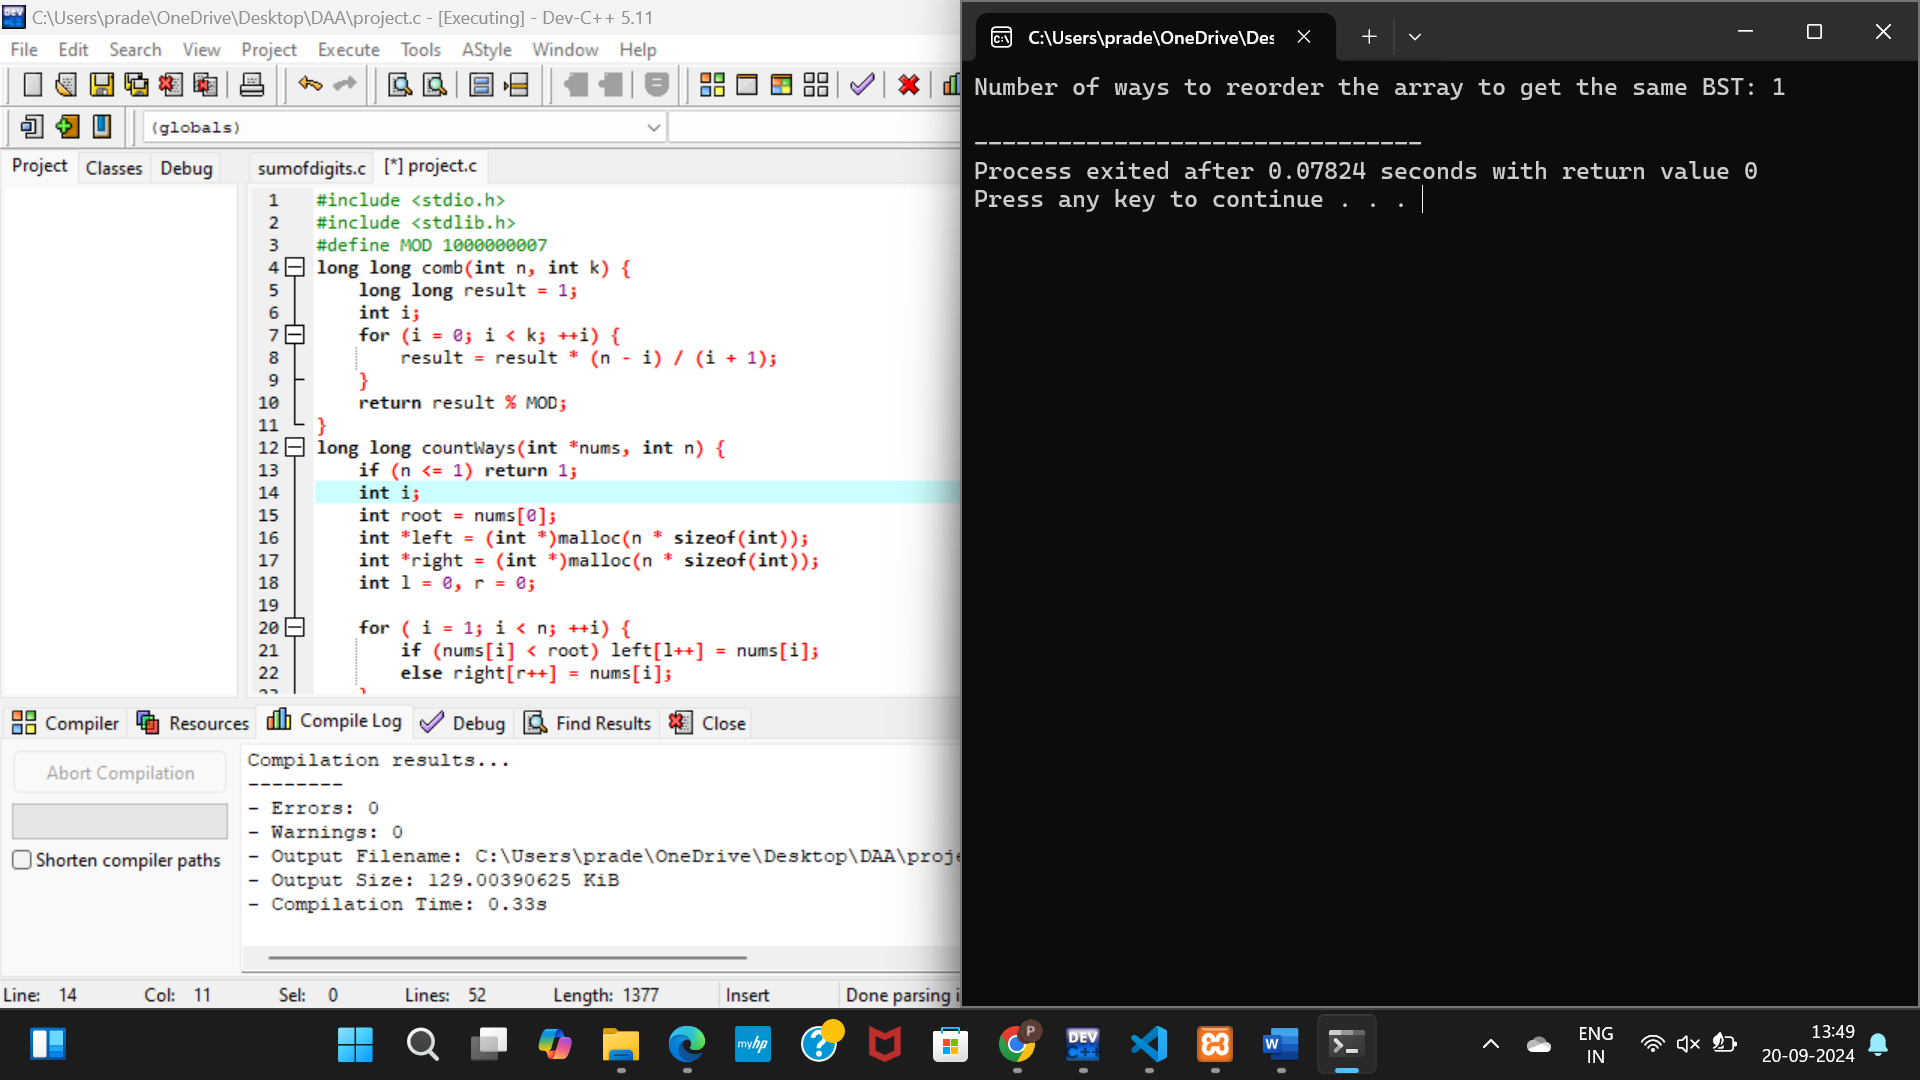 C:\Users\prade\OneDrive\Desktop\DAA\project.c - [Executing] - Dev-C++ 5.11
File Edit Search View Project Execute Tools AStyle Window Help
(globals)
Project Classes Debug
sumofdigits.c [*] project.c
1 #include <stdio.h>
2 #include <stdlib.h>
3 #define MOD 1000000007
4 long long comb(int n, int k) {
5 long long result = 1;
6 int i;
7 for (i = 0; i < k; ++i) {
8 result = result * (n - i) / (i + 1);
9 }
10 return result % MOD;
11 }
12 long long countWays(int *nums, int n) {
13 if (n <= 1) return 1;
14 int i;
15 int root = nums[0];
16 int *left = (int *)malloc(n * sizeof(int));
17 int *right = (int *)malloc(n * sizeof(int));
18 int l = 0, r = 0;
19
20 for ( i = 1; i < n; ++i) {
21 if (nums[i] < root) left[l++] = nums[i];
22 else right[r++] = nums[i];
Compiler Resources Compile Log Debug Find Results Close
Abort Compilation
Shorten compiler paths
Compilation results...
--------
- Errors: 0
- Warnings: 0
- Output Filename: C:\Users\prade\OneDrive\Desktop\DAA\proje
- Output Size: 129.00390625 KiB
- Compilation Time: 0.33s
Line: 14 Col: 11 Sel: 0 Lines: 52 Length: 1377 Insert Done parsing i
C:\Users\prade\OneDrive\Des
Number of ways to reorder the array to get the same BST: 1
--------------------------------
Process exited after 0.07824 seconds with return value 0
Press any key to continue . . .
myhp
P
DEV
C++
W
ENG
IN
13:49
20-09-2024